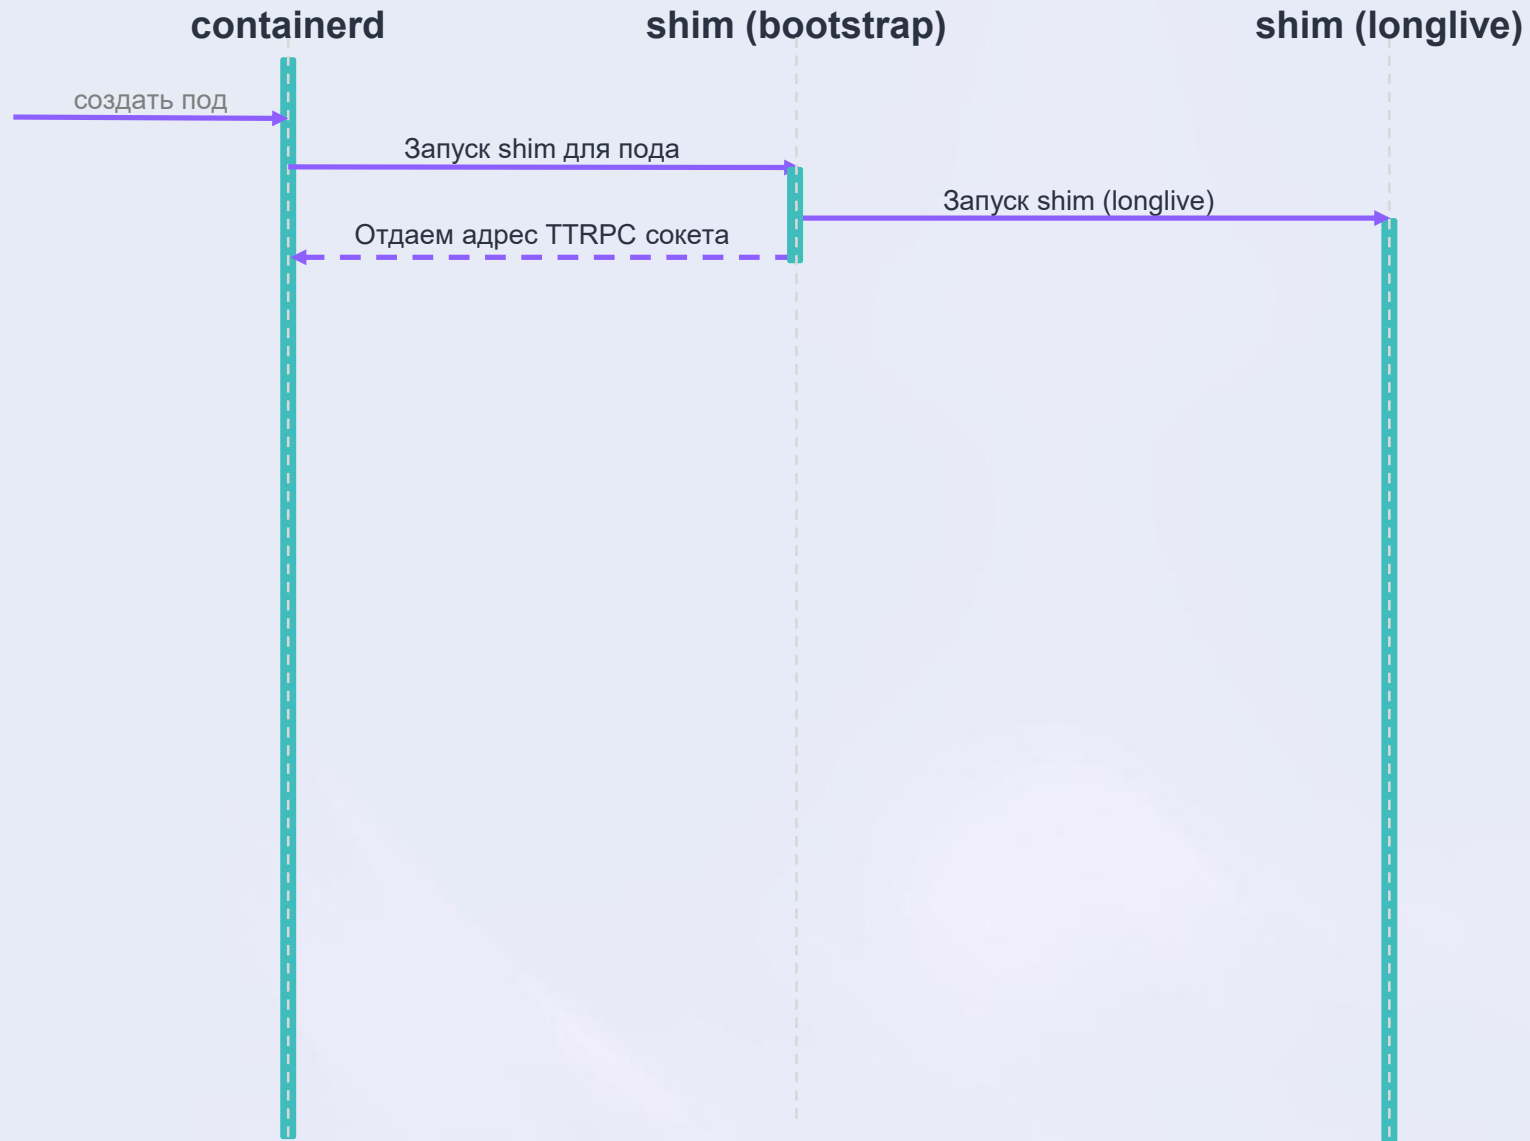 containerd
shim (bootstrap)
shim (longlive)
создать под
Запуск shim для пода
Запуск shim (longlive)
Отдаем адрес TTRPC сокета